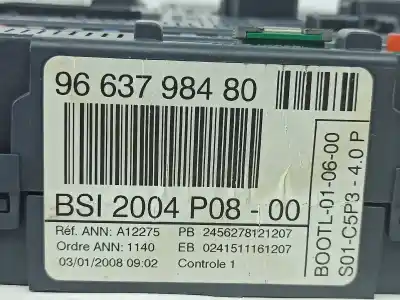 96 637 984 80
BSI 2004 P08 - 00
Réf. ANN: A12275 PB 2456278121207
Ordre ANN: 1140 EB 0241511161207
03/01/2008 09:02 Controle 1
BOOTL-01-06-00
S01-C5P3 - 4.0 P